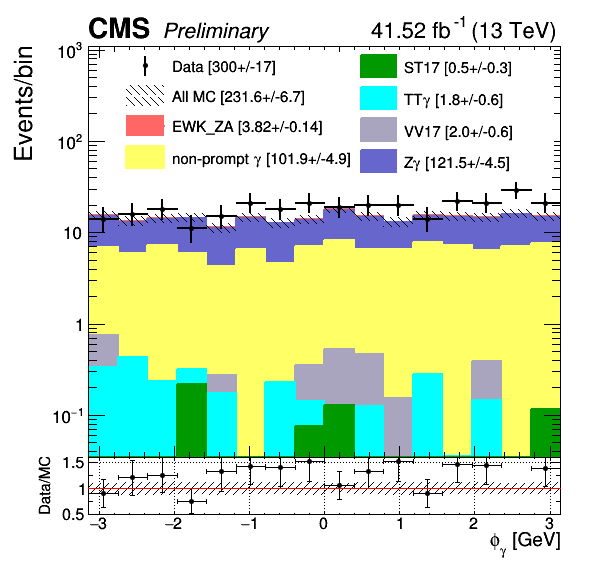 CMS Preliminary 41.52 fb⁻¹ (13 TeV)
Events/bin
10³
10²
10
1
10⁻¹
Data [300+/-17]
All MC [231.6+/-6.7]
EWK_ZA [3.82+/-0.14]
non-prompt γ [101.9+/-4.9]
ST17 [0.5+/-0.3]
TTγ [1.8+/-0.6]
VV17 [2.0+/-0.6]
Zγ [121.5+/-4.5]
Data/MC
1.5
1
0.5
−3 −2 −1 0 1 2 3
ϕγ [GeV]